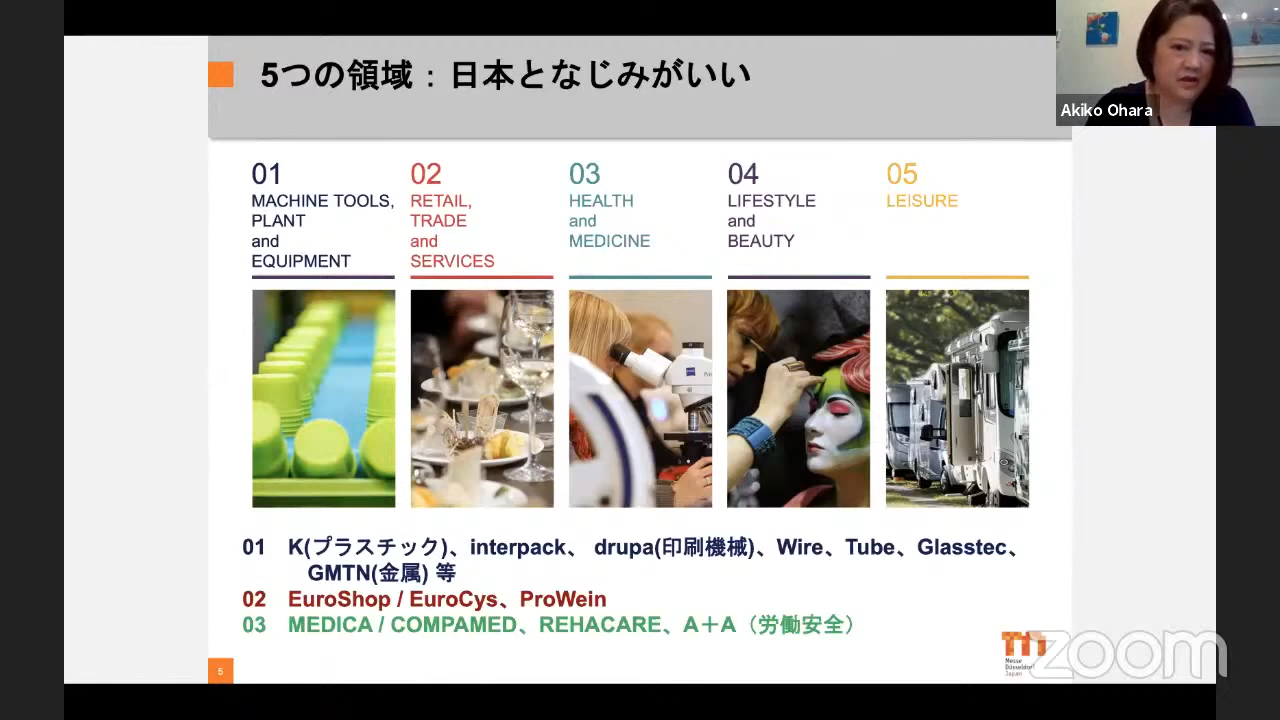 5つの領域：日本となじみがいい
Akiko Ohara
01
MACHINE TOOLS,
PLANT
and
EQUIPMENT
02
RETAIL,
TRADE
and
SERVICES
03
HEALTH
and
MEDICINE
04
LIFESTYLE
and
BEAUTY
05
LEISURE
01 K(プラスチック)、interpack、 drupa(印刷機械)、Wire、Tube、Glasstec、
GMTN(金属) 等
02 EuroShop / EuroCys、ProWein
03 MEDICA / COMPAMED、REHACARE、A＋A（労働安全）
5
Messe
Düsseldorf
Japan
zoom